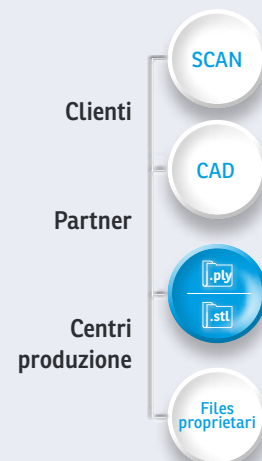 SCAN
Clienti
CAD
Partner
.ply
.stl
Centri
produzione
Files
proprietari